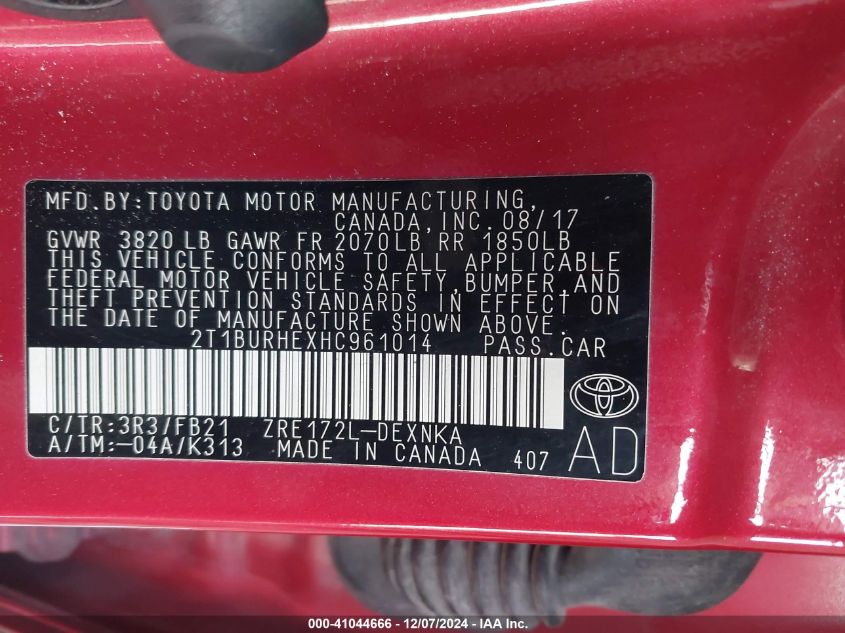 MFD.BY:TOYOTA MOTOR MANUFACTURING,
CANADA,INC. 08/17
GVWR 3820 LB GAWR FR 2070LB RR 1850LB
THIS VEHICLE CONFORMS TO ALL APPLICABLE
FEDERAL MOTOR VEHICLE SAFETY,BUMPER,AND
THEFT PREVENTION STANDARDS IN EFFECT ON
THE DATE OF MANUFACTURE SHOWN ABOVE.
2T1BURHEXHC961014 PASS.CAR
C/TR:3R3/FB21 ZRE172L-DEXNKA
A/TM:-04A/K313 MADE IN CANADA 407 AD
000-41044666 - 12/07/2024 - IAAI.com